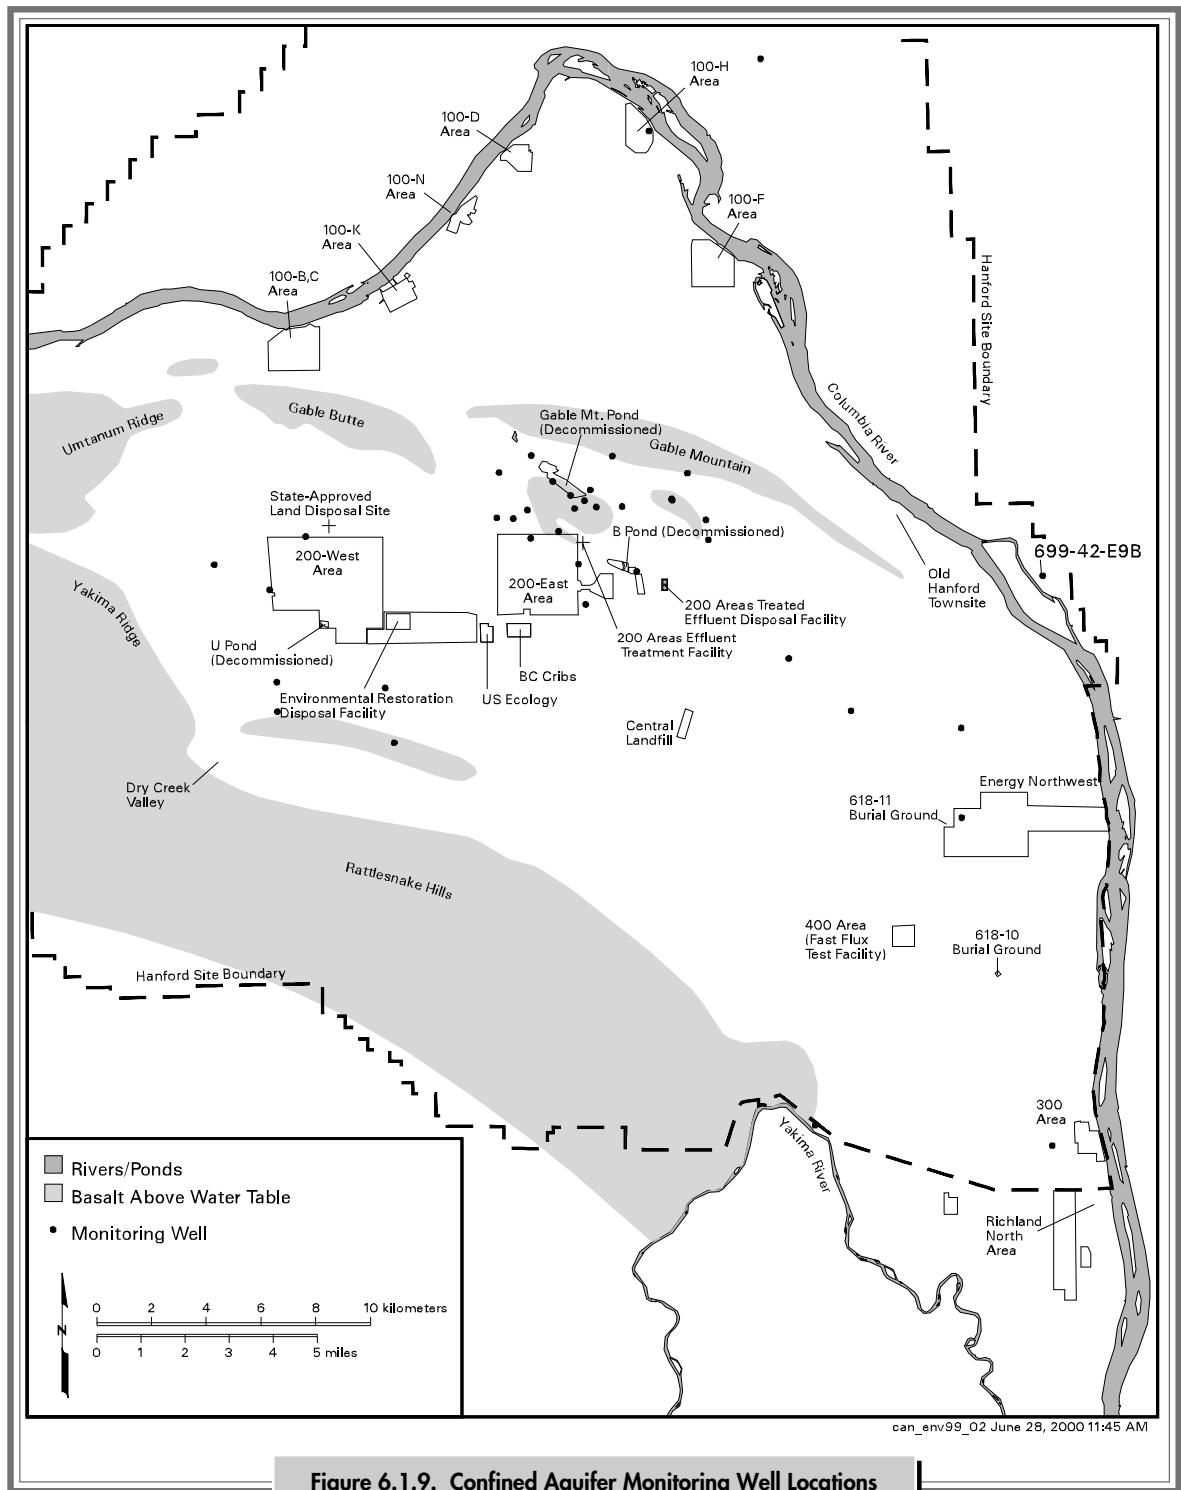 100-H
Area
100-D
Area
100-N
Area
100-F
Area
100-K
Area
100-B,C
Area
Hanford Site Boundary
Columbia River
Umtanum Ridge
Gable Butte
Gable Mt. Pond
(Decommissioned)
Gable Mountain
State-Approved
Land Disposal Site
200-West
Area
B Pond (Decommissioned)
699-42-E9B
Old
Hanford
Townsite
200-East
Area
200 Areas Treated
Effluent Disposal Facility
Yakima Ridge
U Pond
(Decommissioned)
200 Areas Effluent
Treatment Facility
BC Cribs
US Ecology
Environmental Restoration
Disposal Facility
Central
Landfill
Dry Creek
Valley
Energy Northwest
618-11
Burial Ground
Rattlesnake Hills
400 Area
(Fast Flux
Test Facility)
618-10
Burial Ground
Hanford Site Boundary
300
Area
Yakima River
Richland
North
Area
Rivers/Ponds
Basalt Above Water Table
Monitoring Well
N
0 2 4 6 8 10 kilometers
0 1 2 3 4 5 miles
can_env99_02 June 28, 2000 11:45 AM
Figure 6.1.9. Confined Aquifer Monitoring Well Locations